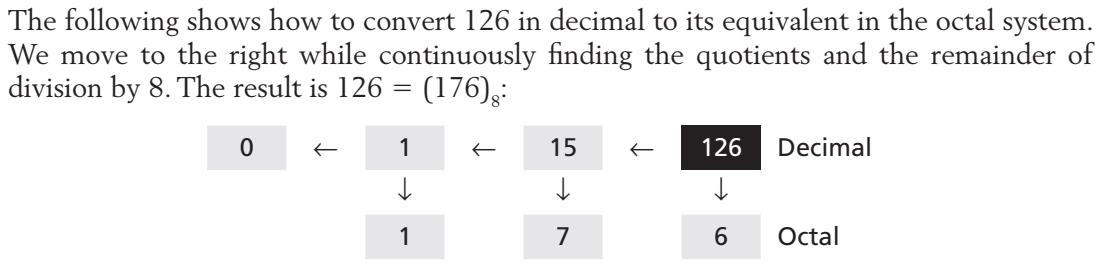 The following shows how to convert 126 in decimal to its equivalent in the octal system.
We move to the right while continuously finding the quotients and the remainder of
division by 8. The result is 126 = (176)₈:
0 ← 1 ← 15 ← 126 Decimal
↓ ↓ ↓
1 7 6 Octal